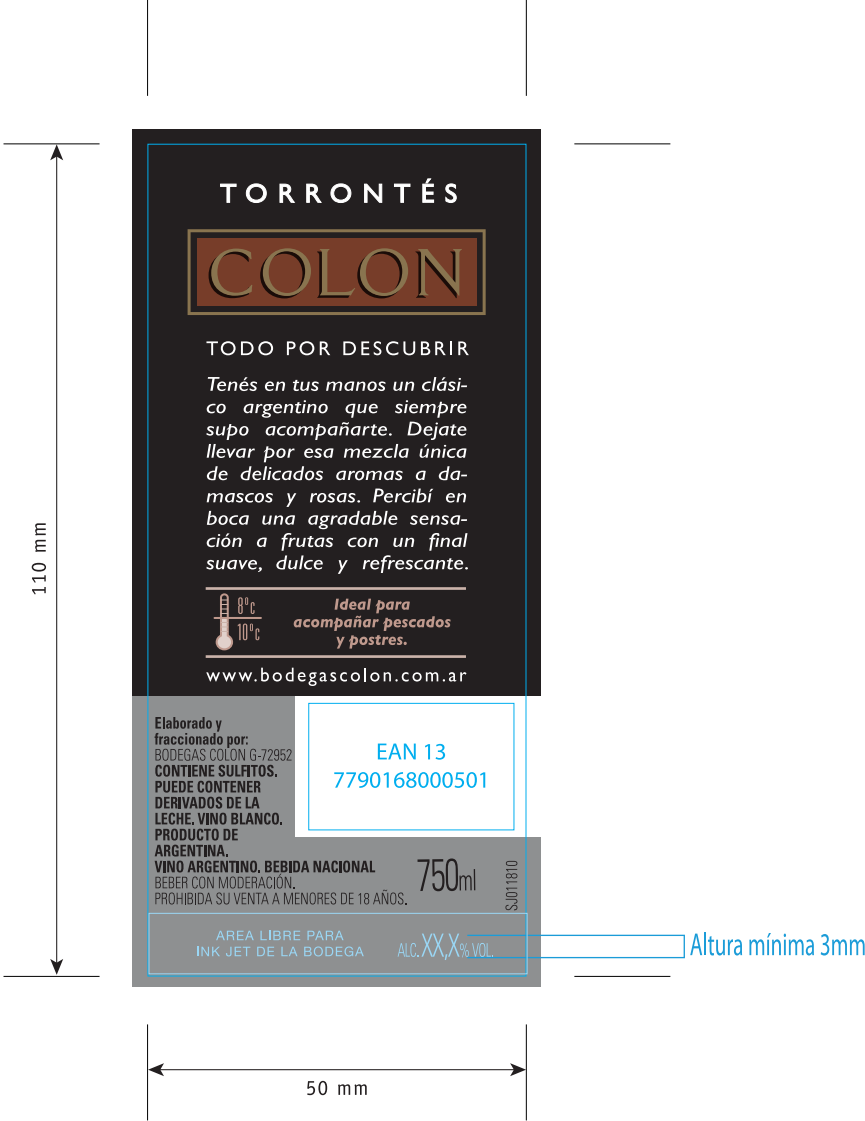 TORRONTÉS
COLON
TODO POR DESCUBRIR
Tenés en tus manos un clási-
co argentino que siempre
supo acompañarte. Dejate
llevar por esa mezcla única
de delicados aromas a da-
mascos y rosas. Percibí en
boca una agradable sensa-
ción a frutas con un final
suave, dulce y refrescante.
8ºc
10ºc
Ideal para
acompañar pescados
y postres.
www.bodegascolon.com.ar
Elaborado y
fraccionado por:
BODEGAS COLON G-72952
CONTIENE SULFITOS.
PUEDE CONTENER
DERIVADOS DE LA
LECHE. VINO BLANCO.
PRODUCTO DE
ARGENTINA.
VINO ARGENTINO, BEBIDA NACIONAL
BEBER CON MODERACIÓN.
PROHIBIDA SU VENTA A MENORES DE 18 AÑOS.
EAN 13
7790168000501
750ml
SJ011810
AREA LIBRE PARA
INK JET DE LA BODEGA
ALC.XX,X% VOL.
Altura mínima 3mm
110 mm
50 mm